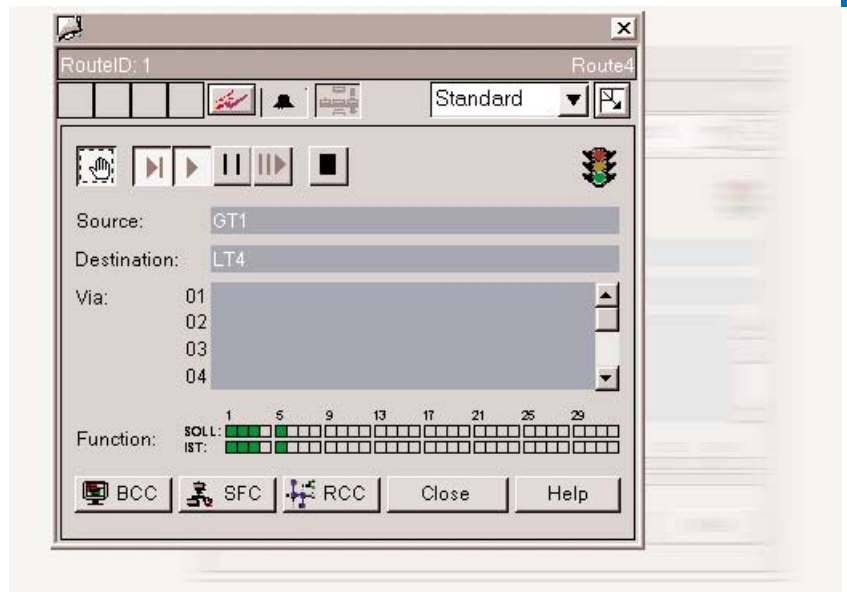 RouteID: 1 Route4
Standard
Source: GT1
Destination: LT4
Via: 01
02
03
04
1 5 9 13 17 21 25 29
Function: SOLL:
IST:
BCC SFC RCC Close Help